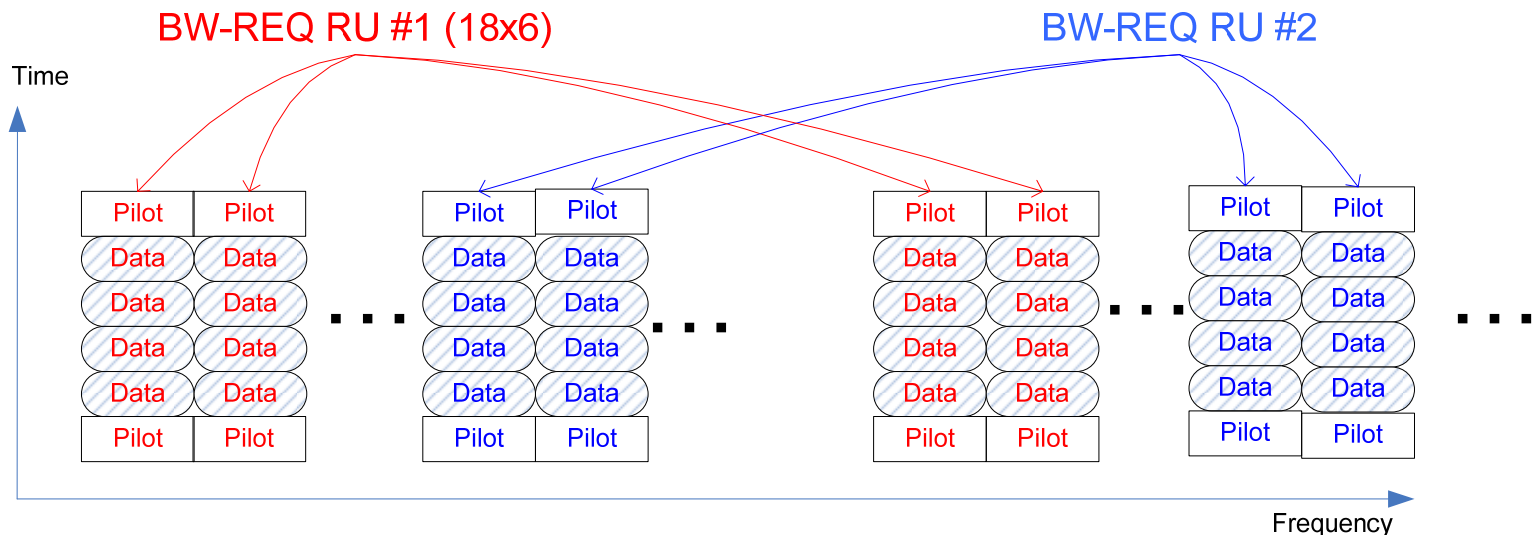 BW-REQ RU #1 (18x6) BW-REQ RU #2
Time
Pilot Pilot Pilot Pilot Pilot Pilot Pilot Pilot
Data Data Data Data Data Data Data Data
Data Data Data Data Data Data Data Data
Data Data Data Data Data Data Data Data
Data Data Data Data Data Data Data Data
Pilot Pilot Pilot Pilot Pilot Pilot Pilot Pilot
Frequency